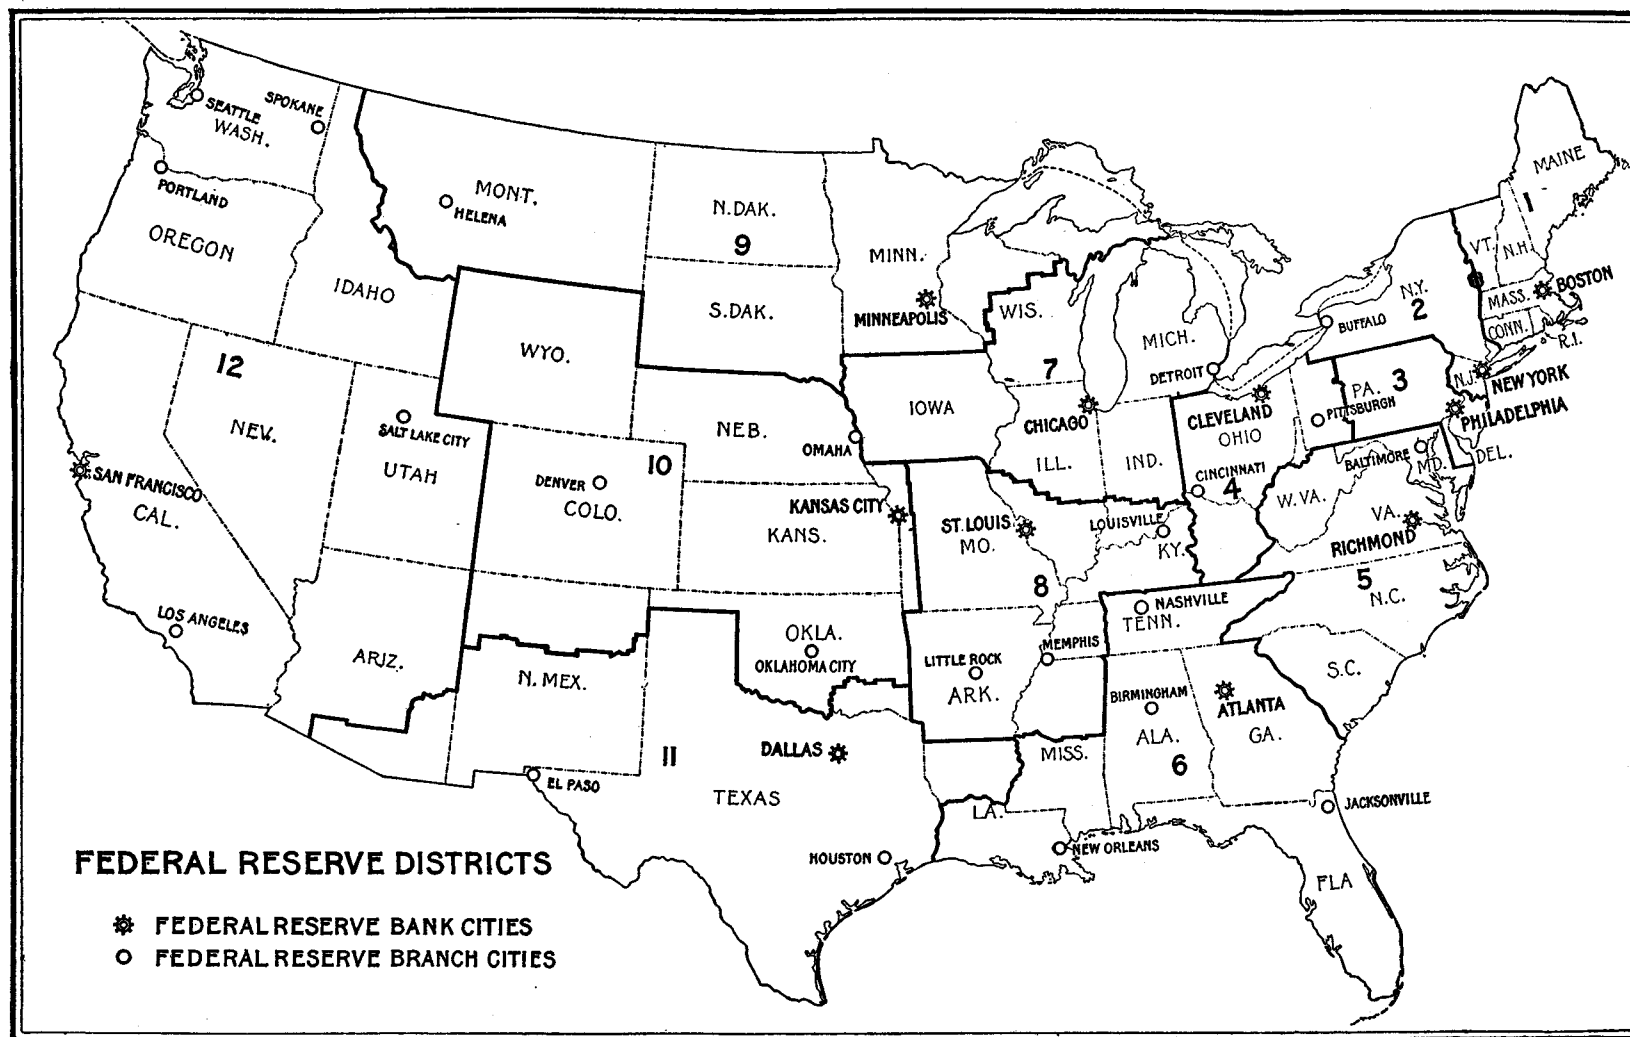 SEATTLE
SPOKANE
WASH.
PORTLAND
OREGON
MONT.
HELENA
IDAHO
N.DAK.
9
S.DAK.
MINN.
MINNEAPOLIS
WIS.
7
MICH.
DETROIT
MAINE
1
VT.
N.H.
BOSTON
MASS.
CONN.
R.I.
N.Y.
2
BUFFALO
N.J.
NEW YORK
PA.
3
PITTSBURGH
PHILADELPHIA
12
NEV.
WYO.
SALT LAKE CITY
UTAH
SAN FRANCISCO
CAL.
LOS ANGELES
ARIZ.
NEB.
OMAHA
10
DENVER
COLO.
KANSAS CITY
KANS.
IOWA
CHICAGO
ILL.
IND.
CLEVELAND
OHIO
CINCINNATI
4
BALTIMORE
MD.
DEL.
W.VA.
VA.
RICHMOND
5
N.C.
S.C.
ST. LOUIS
MO.
8
LOUISVILLE
KY.
NASHVILLE
TENN.
MEMPHIS
LITTLE ROCK
ARK.
OKLA.
OKLAHOMA CITY
N. MEX.
EL PASO
11
DALLAS
TEXAS
HOUSTON
BIRMINGHAM
ALA.
6
ATLANTA
GA.
MISS.
LA.
NEW ORLEANS
JACKSONVILLE
FLA
FEDERAL RESERVE DISTRICTS
FEDERAL RESERVE BANK CITIES
FEDERAL RESERVE BRANCH CITIES